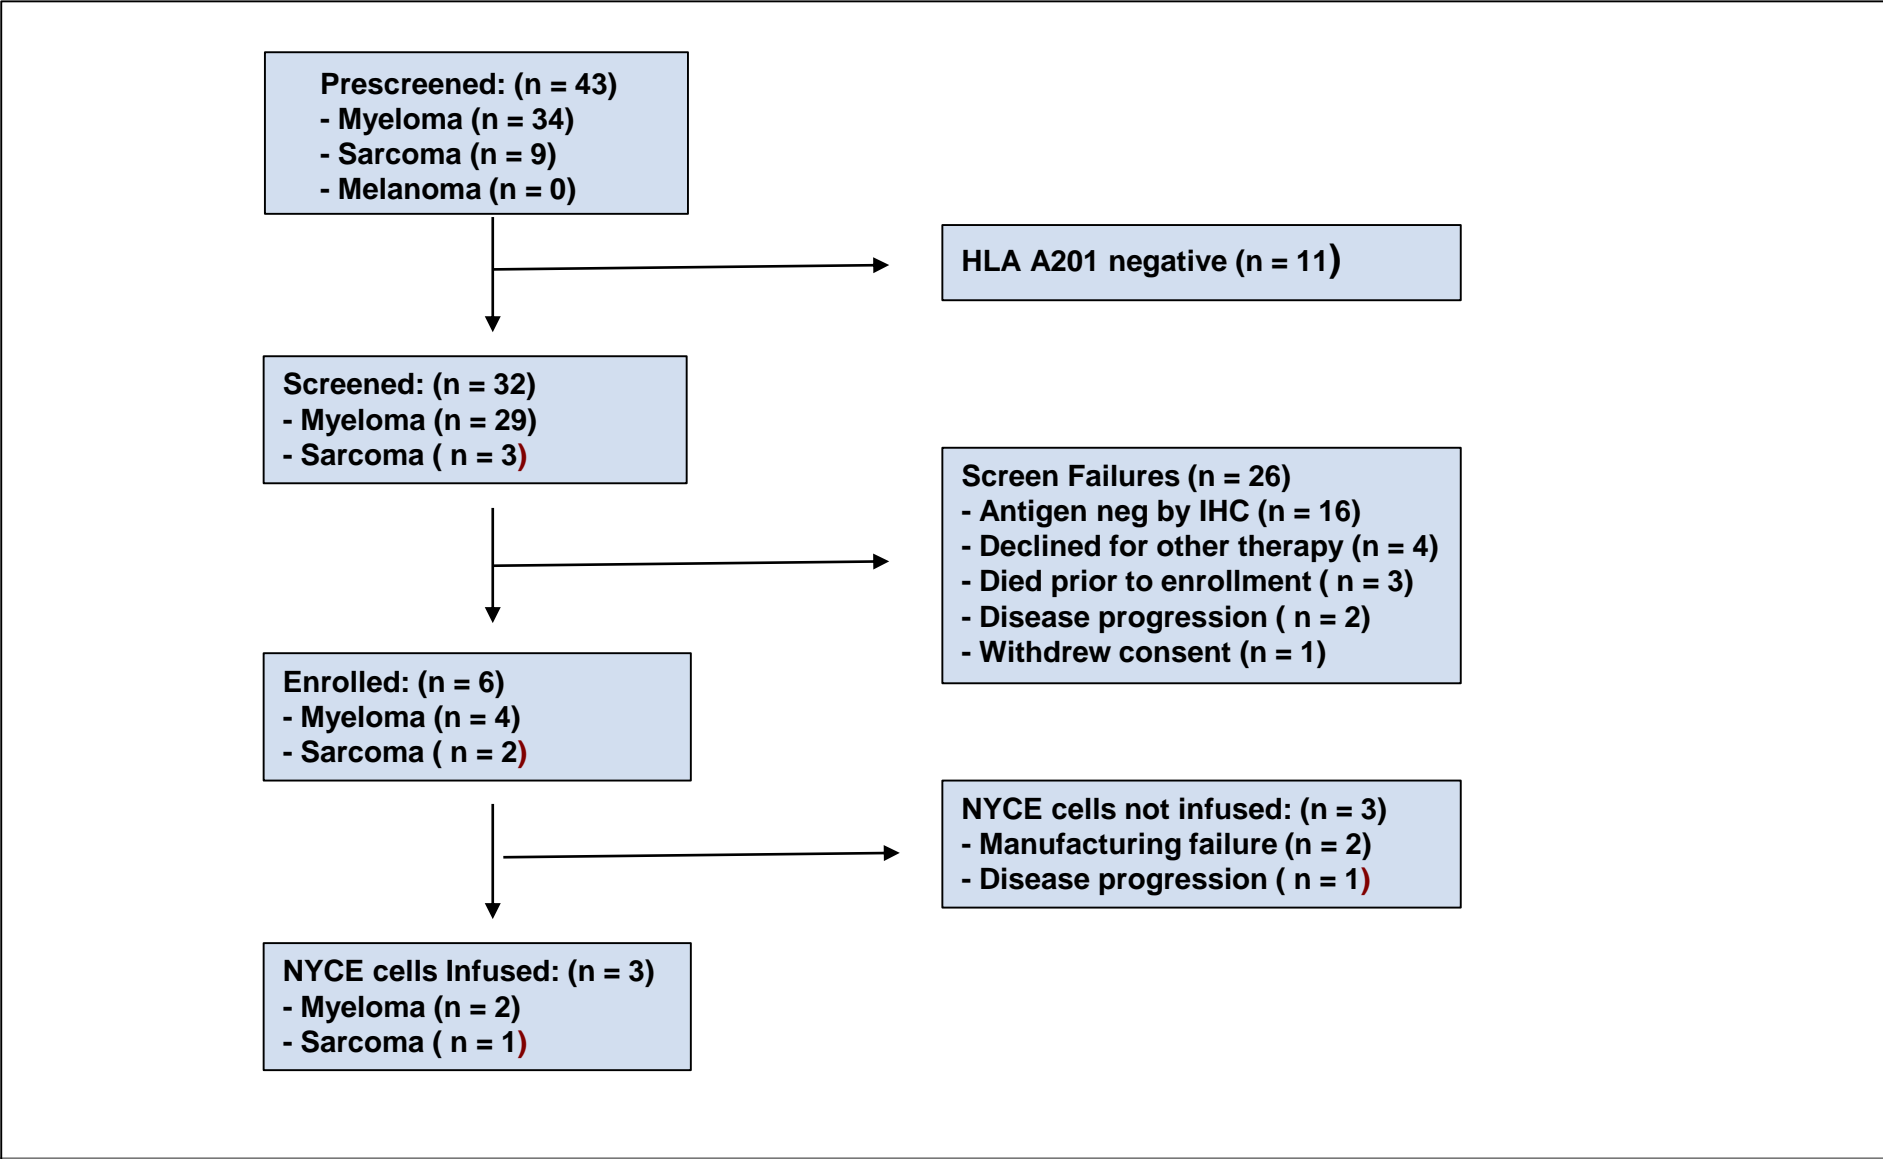 Prescreened: (n = 43)
- Myeloma (n = 34)
- Sarcoma (n = 9)
- Melanoma (n = 0)
HLA A201 negative (n = 11)
Screened: (n = 32)
- Myeloma (n = 29)
- Sarcoma ( n = 3)
Screen Failures (n = 26)
- Antigen neg by IHC (n = 16)
- Declined for other therapy (n = 4)
- Died prior to enrollment ( n = 3)
- Disease progression ( n = 2)
- Withdrew consent (n = 1)
Enrolled: (n = 6)
- Myeloma (n = 4)
- Sarcoma ( n = 2)
NYCE cells not infused: (n = 3)
- Manufacturing failure (n = 2)
- Disease progression ( n = 1)
NYCE cells Infused: (n = 3)
- Myeloma (n = 2)
- Sarcoma ( n = 1)